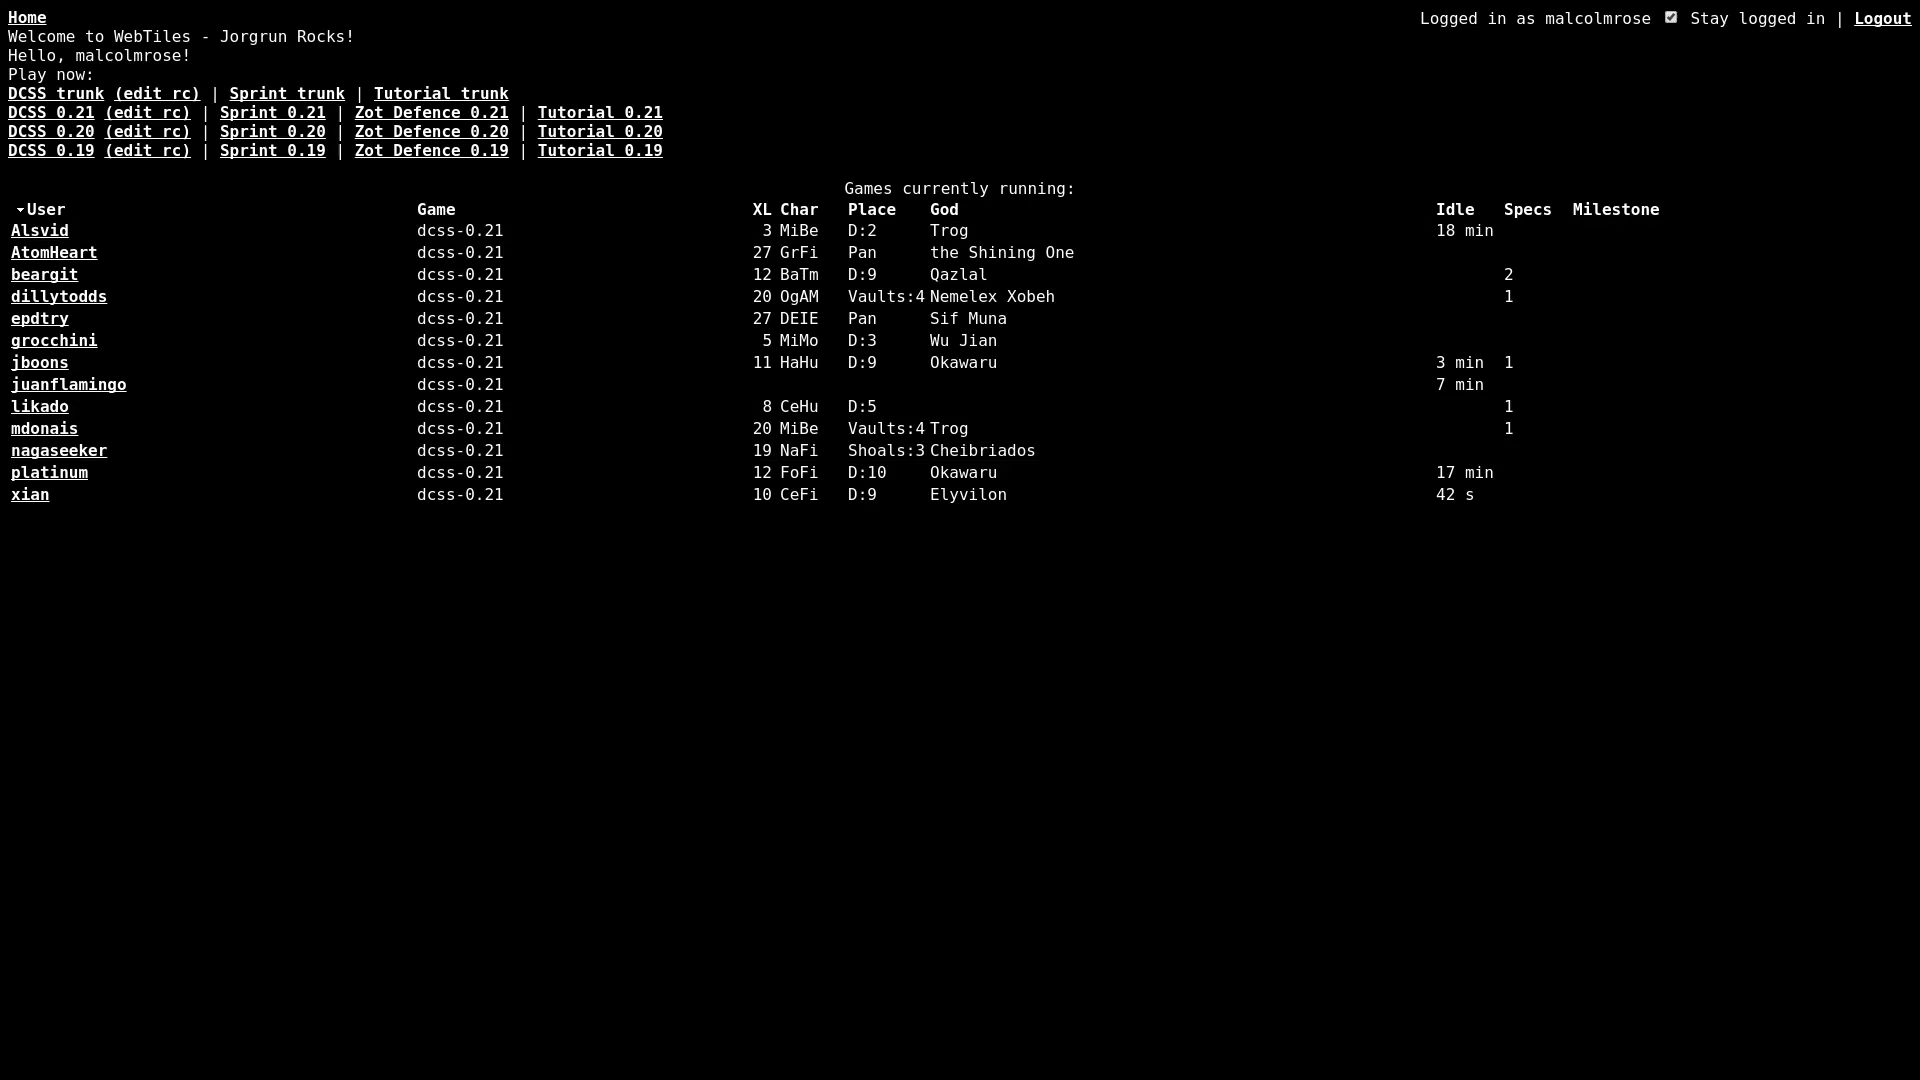 Home
Logged in as malcolmrose Stay logged in | Logout
Welcome to WebTiles - Jorgrun Rocks!
Hello, malcolmrose!
Play now:
DCSS trunk (edit rc) | Sprint trunk | Tutorial trunk
DCSS 0.21 (edit rc) | Sprint 0.21 | Zot Defence 0.21 | Tutorial 0.21
DCSS 0.20 (edit rc) | Sprint 0.20 | Zot Defence 0.20 | Tutorial 0.20
DCSS 0.19 (edit rc) | Sprint 0.19 | Zot Defence 0.19 | Tutorial 0.19
Games currently running:
User Game XL Char Place God Idle Specs Milestone
Alsvid dcss-0.21 3 MiBe D:2 Trog 18 min
AtomHeart dcss-0.21 27 GrFi Pan the Shining One
beargit dcss-0.21 12 BaTm D:9 Qazlal 2
dillytodds dcss-0.21 20 OgAM Vaults:4 Nemelex Xobeh 1
epdtry dcss-0.21 27 DEIE Pan Sif Muna
grocchini dcss-0.21 5 MiMo D:3 Wu Jian
jboons dcss-0.21 11 HaHu D:9 Okawaru 3 min 1
juanflamingo dcss-0.21 7 min
likado dcss-0.21 8 CeHu D:5 1
mdonais dcss-0.21 20 MiBe Vaults:4 Trog 1
nagaseeker dcss-0.21 19 NaFi Shoals:3 Cheibriados
platinum dcss-0.21 12 FoFi D:10 Okawaru 17 min
xian dcss-0.21 10 CeFi D:9 Elyvilon 42 s